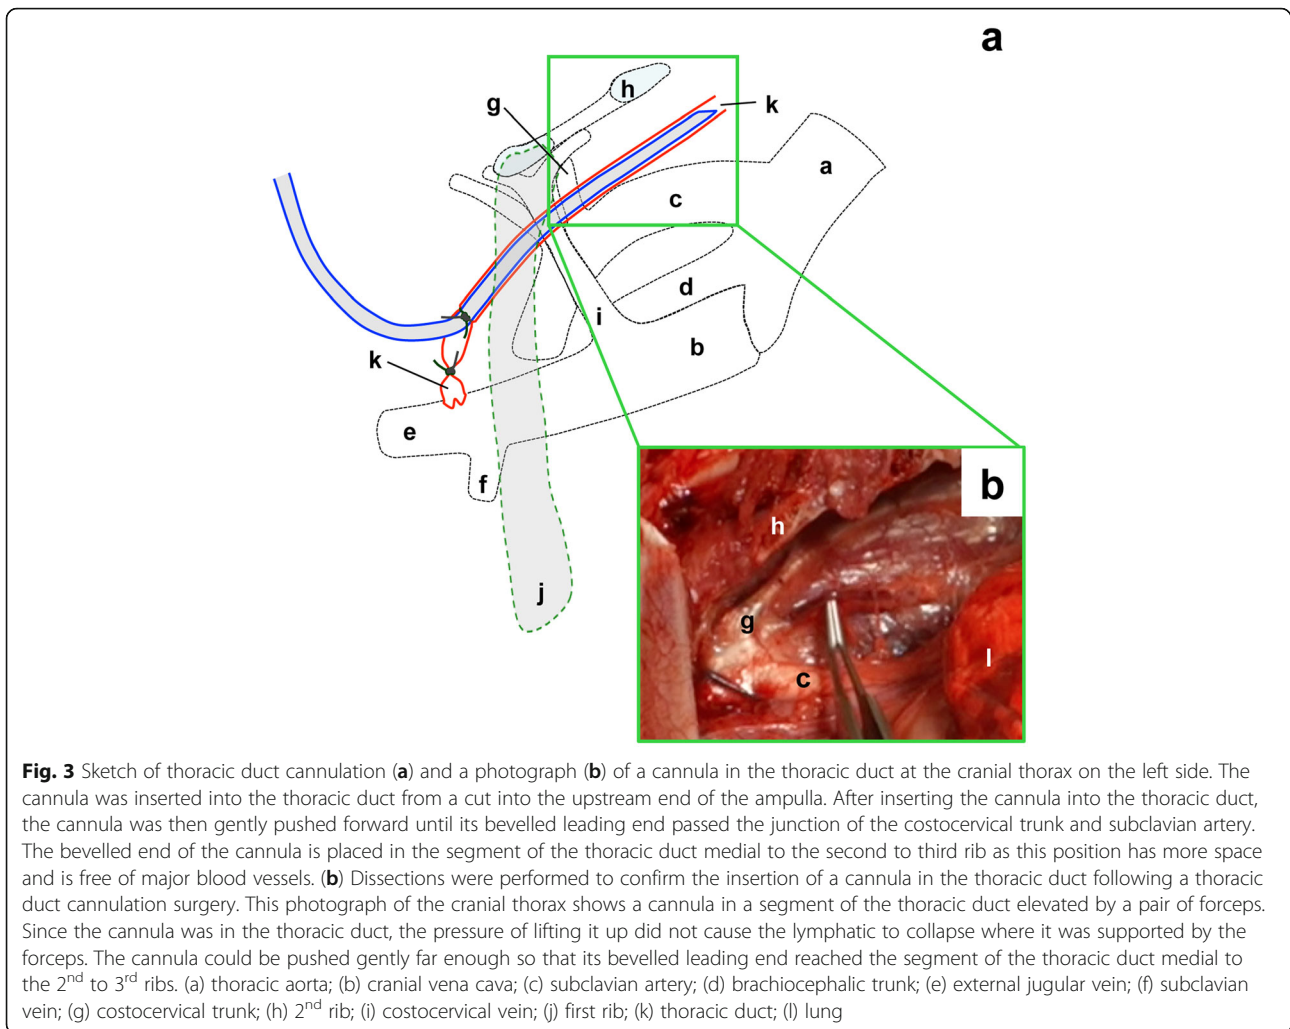 a
h
g
k
a
c
d
i
b
k
e
f
j
b
h
g
l
c
Fig. 3 Sketch of thoracic duct cannulation (a) and a photograph (b) of a cannula in the thoracic duct at the cranial thorax on the left side. The
cannula was inserted into the thoracic duct from a cut into the upstream end of the ampulla. After inserting the cannula into the thoracic duct,
the cannula was then gently pushed forward until its bevelled leading end passed the junction of the costocervical trunk and subclavian artery.
The bevelled end of the cannula is placed in the segment of the thoracic duct medial to the second to third rib as this position has more space
and is free of major blood vessels. (b) Dissections were performed to confirm the insertion of a cannula in the thoracic duct following a thoracic
duct cannulation surgery. This photograph of the cranial thorax shows a cannula in a segment of the thoracic duct elevated by a pair of forceps.
Since the cannula was in the thoracic duct, the pressure of lifting it up did not cause the lymphatic to collapse where it was supported by the
forceps. The cannula could be pushed gently far enough so that its bevelled leading end reached the segment of the thoracic duct medial to
the 2nd to 3rd ribs. (a) thoracic aorta; (b) cranial vena cava; (c) subclavian artery; (d) brachiocephalic trunk; (e) external jugular vein; (f) subclavian
vein; (g) costocervical trunk; (h) 2nd rib; (i) costocervical vein; (j) first rib; (k) thoracic duct; (l) lung